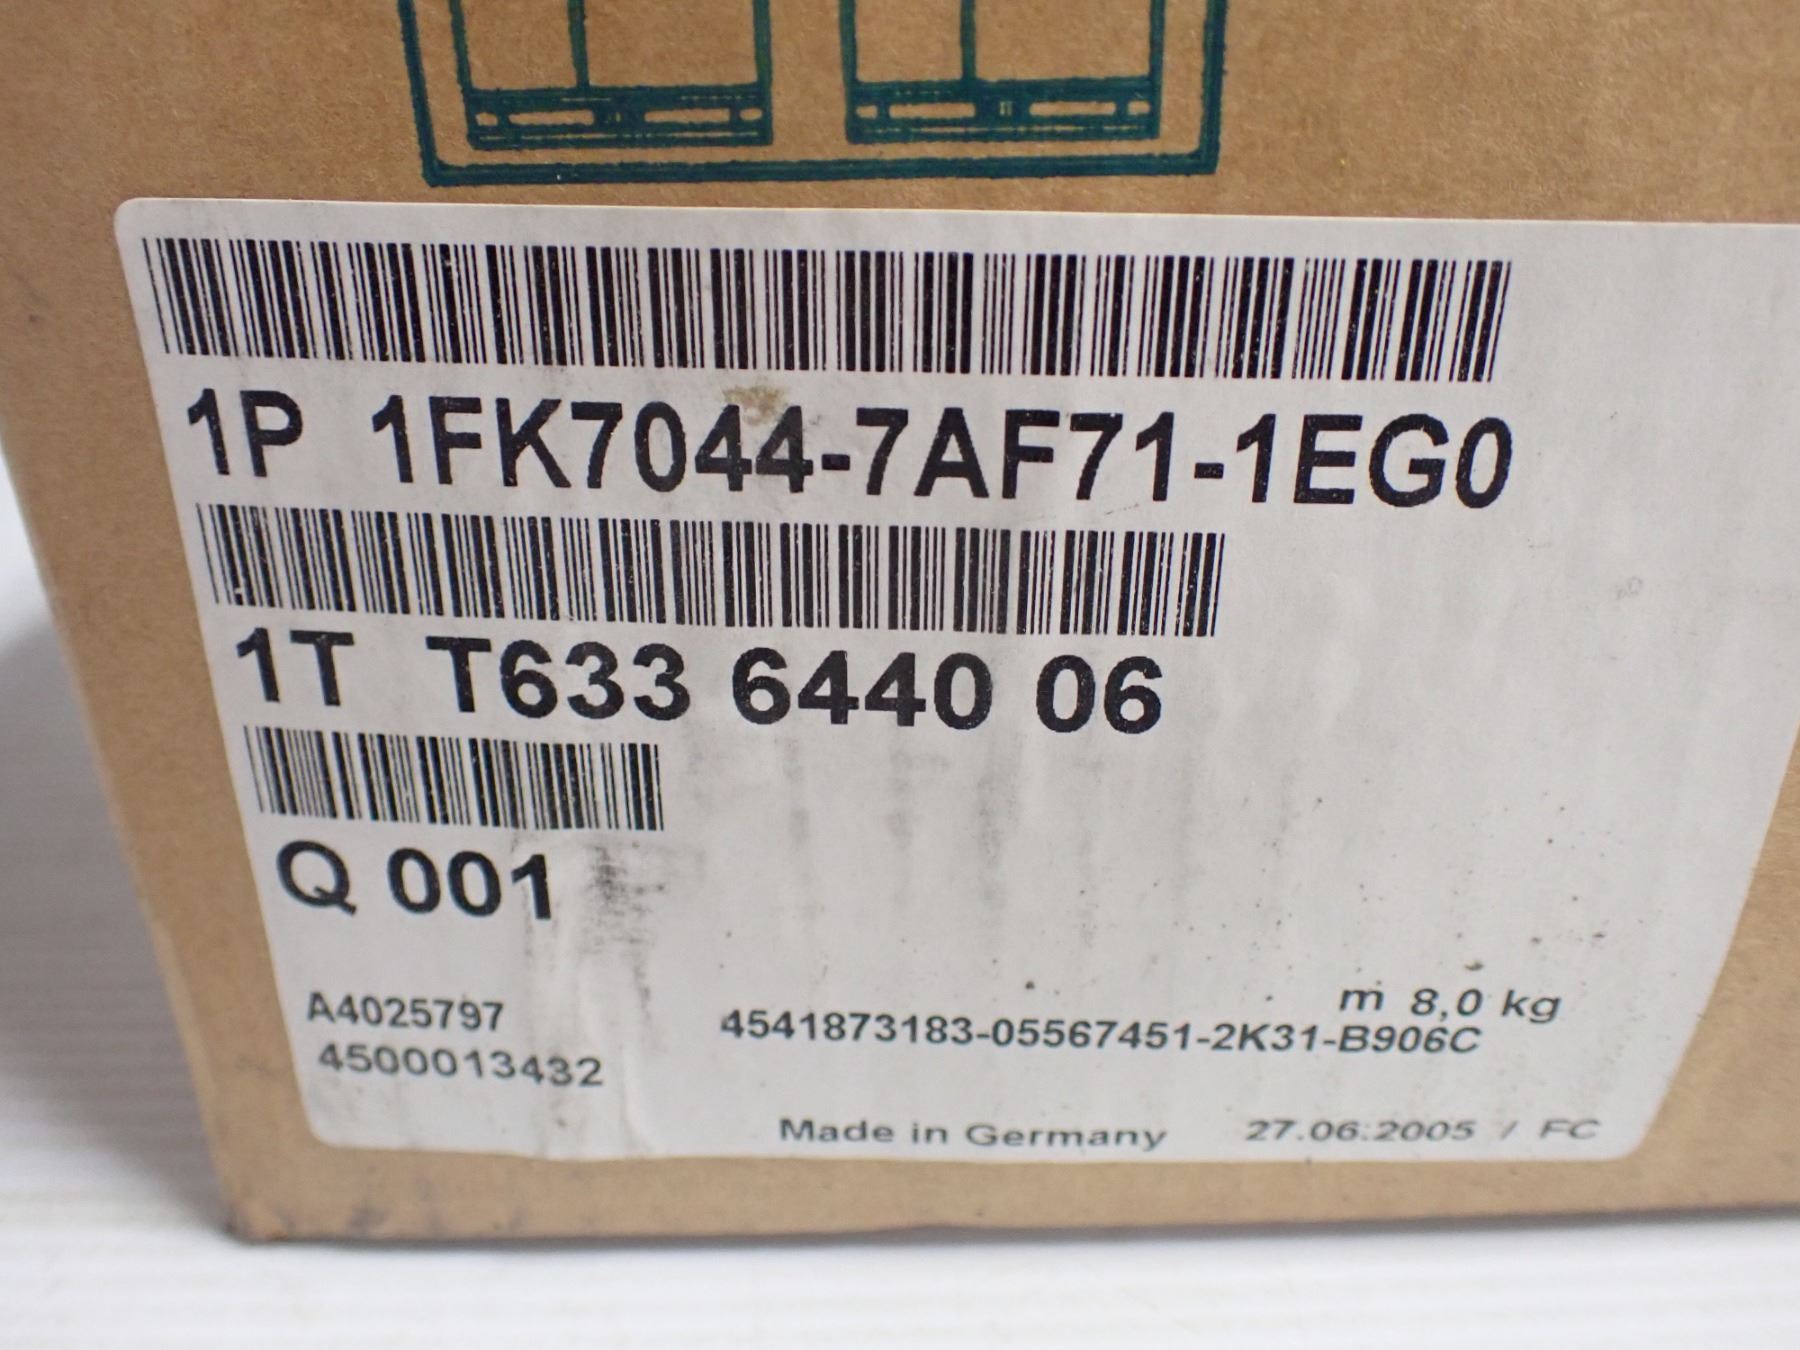 1P 1FK7044-7AF71-1EG0
1T T633 6440 06
Q 001
m 8,0 kg
A4025797
4541873183-05567451-2K31-B906C
4500013432
Made in Germany 27.06.2005 / FC